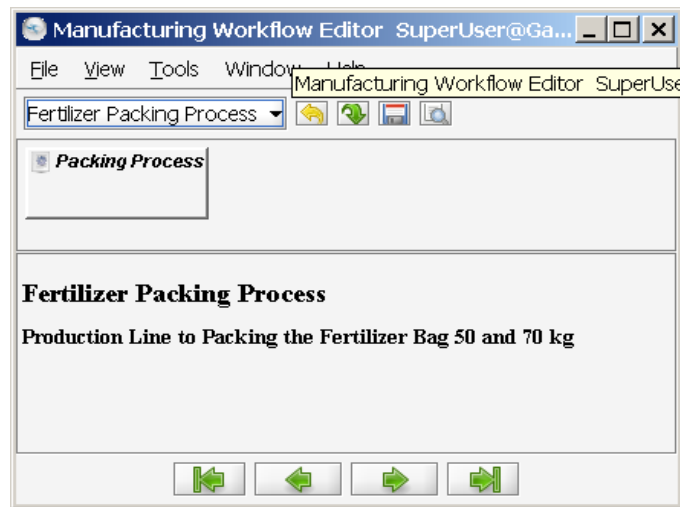 Manufacturing Workflow Editor SuperUser@Ga...
File View Tools Window Help
Manufacturing Workflow Editor SuperUse
Fertilizer Packing Process
Packing Process
Fertilizer Packing Process
Production Line to Packing the Fertilizer Bag 50 and 70 kg